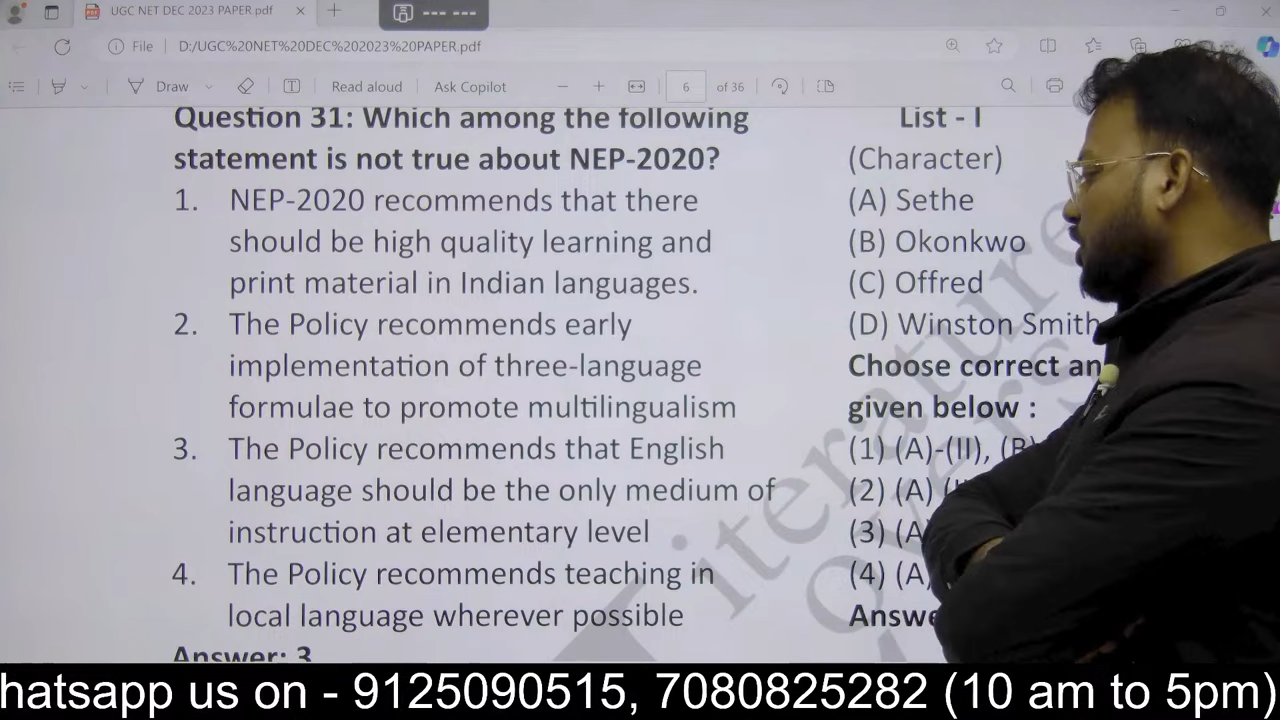 UGC NET DEC 2023 PAPER.pdf
File
D:/UGC%20NET%20DEC%202023%20PAPER.pdf
Draw
Read aloud
Ask Copilot
6
of 36
Question 31: Which among the following
statement is not true about NEP-2020?
1. NEP-2020 recommends that there
should be high quality learning and
print material in Indian languages.
2. The Policy recommends early
implementation of three-language
formulae to promote multilingualism
3. The Policy recommends that English
language should be the only medium of
instruction at elementary level
4. The Policy recommends teaching in
local language wherever possible
Answer: 3
List - I
(Character)
(A) Sethe
(B) Okonkwo
(C) Offred
(D) Winston Smith
Choose correct an
given below :
(1) (A)-(II), (B)
(2) (A)
(3) (A)
(4) (A)
Answe
Literature
hatsapp us on - 9125090515, 7080825282 (10 am to 5pm)